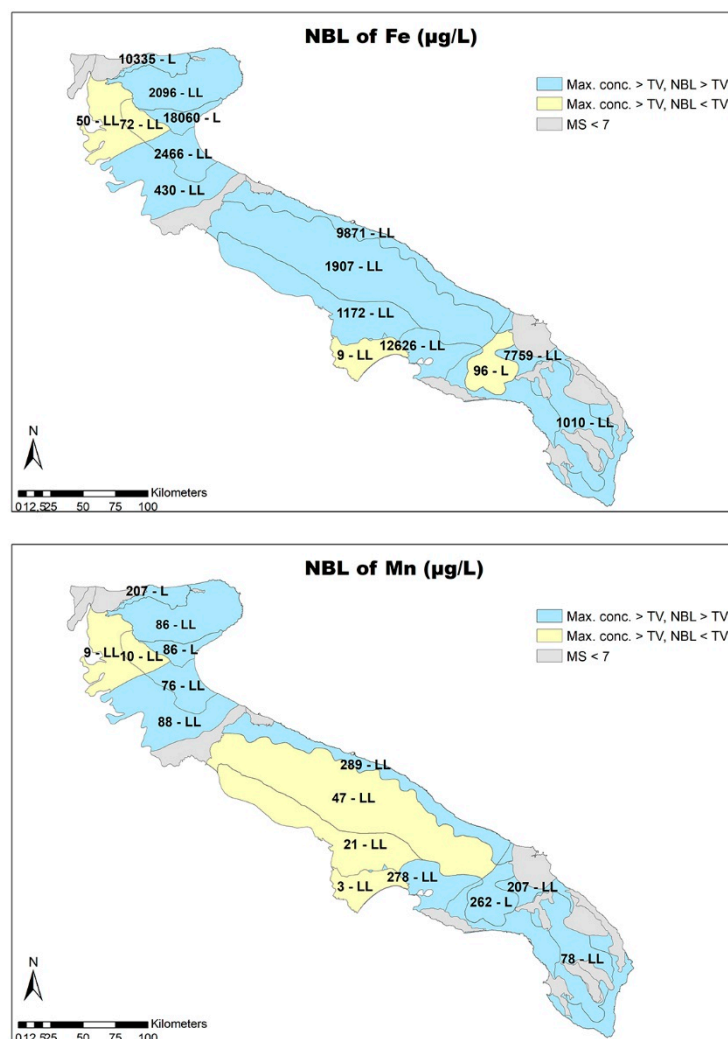 NBL of Fe (µg/L)
10335 - L
Max. conc. > TV, NBL > TV
2096 - LL
Max. conc. > TV, NBL < TV
50 - LL
72 - LL
18060 - L
MS < 7
2466 - LL
430 - LL
9871 - LL
1907 - LL
1172 - LL
12626 - LL
9 - LL
7759 - LL
96 - L
1010 - LL
N
Kilometers
0 12.5 25 50 75 100
NBL of Mn (µg/L)
207 - L
Max. conc. > TV, NBL > TV
86 - LL
Max. conc. > TV, NBL < TV
9 - LL
10 - LL
86 - L
MS < 7
76 - LL
88 - LL
289 - LL
47 - LL
21 - LL
278 - LL
3 - LL
207 - LL
262 - L
78 - LL
N
Kilometers
0 12.5 25 50 75 100